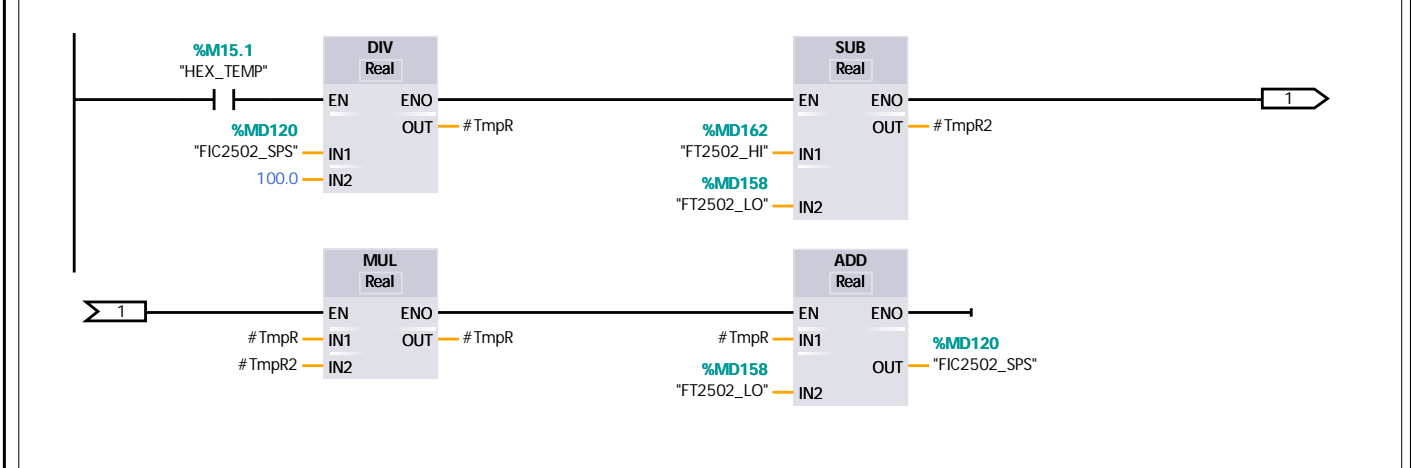 %M15.1
"HEX_TEMP"
DIV
Real
EN ENO
OUT #TmpR
%MD120
"FIC2502_SPS" IN1
100.0 IN2
SUB
Real
EN ENO
OUT #TmpR2
%MD162
"FT2502_HI" IN1
%MD158
"FT2502_LO" IN2
1
1
MUL
Real
EN ENO
#TmpR IN1 OUT #TmpR
#TmpR2 IN2
ADD
Real
EN ENO
#TmpR IN1
%MD120
OUT "FIC2502_SPS"
%MD158
"FT2502_LO" IN2